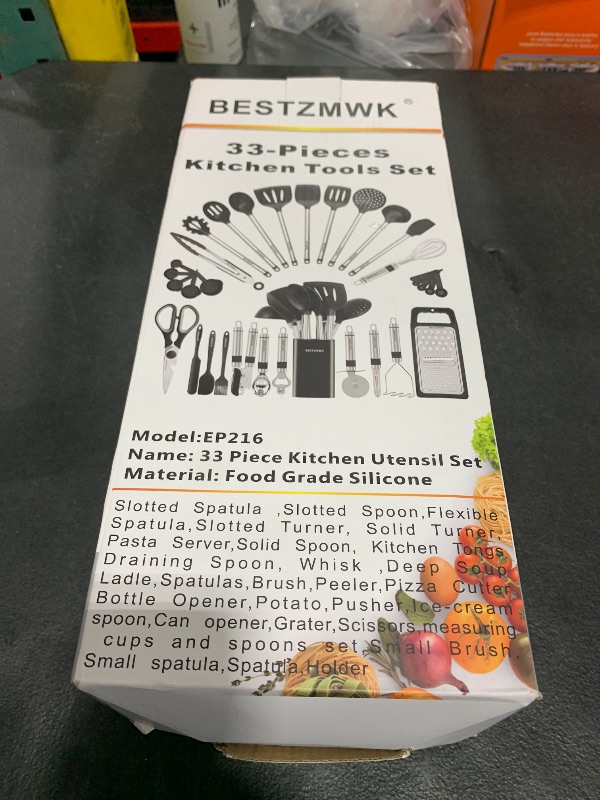 BESTZMWK®
33-Pieces
Kitchen Tools Set
BESTZMWK
Model:EP216
Name: 33 Piece Kitchen Utensil Set
Material: Food Grade Silicone
Slotted Spatula ,Slotted Spoon,Flexible
Spatula,Slotted Turner, Solid Turner,
Pasta Server,Solid Spoon, Kitchen Tongs
Draining Spoon, Whisk ,Deep Soup
Ladle,Spatulas,Brush,Peeler,Pizza Cutter
Bottle Opener,Potato,Pusher,Ice-cream
spoon,Can opener,Grater,Scissors,measuring
cups and spoons set,Small Brush,
Small spatula,Spatula,Holder